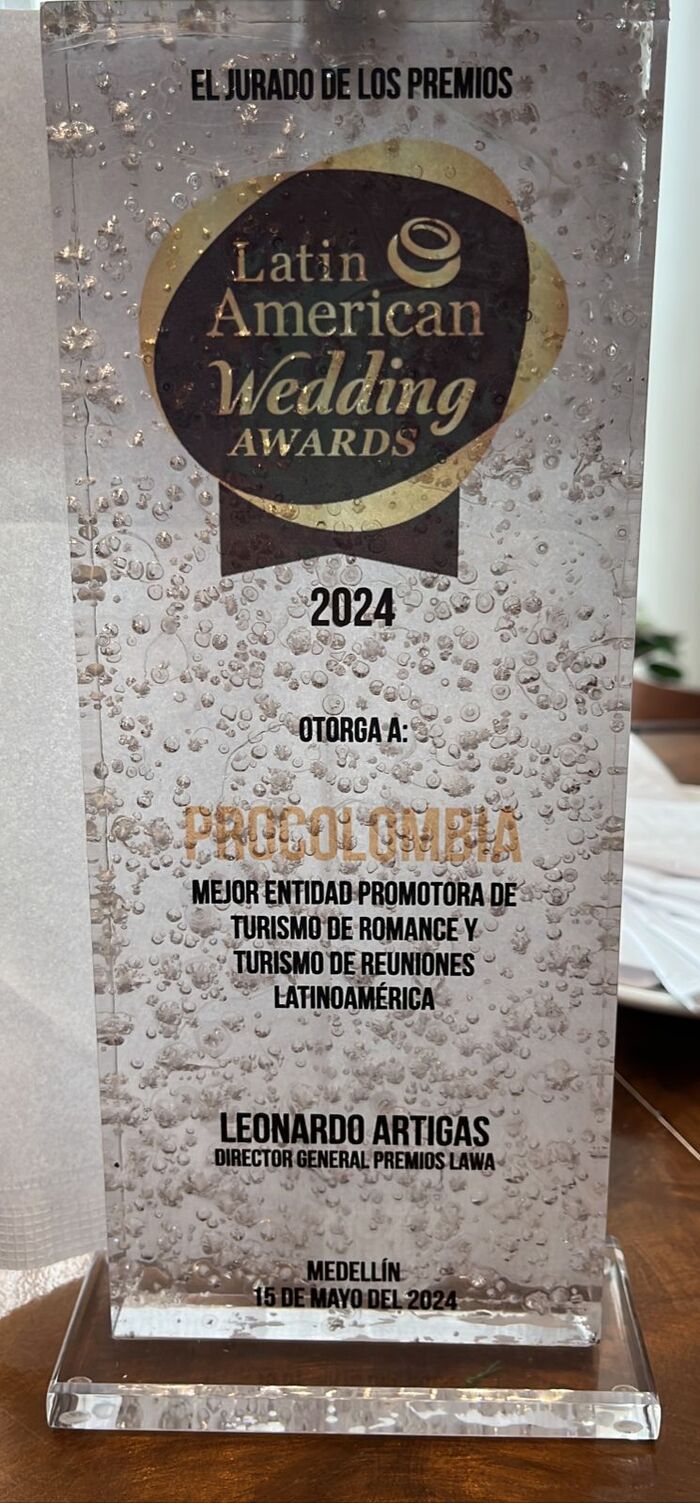 EL JURADO DE LOS PREMIOS
Latin
American
Wedding
AWARDS
2024
OTORGA A:
PROCOLOMBIA
MEJOR ENTIDAD PROMOTORA DE
TURISMO DE ROMANCE Y
TURISMO DE REUNIONES
LATINOAMÉRICA
LEONARDO ARTIGAS
DIRECTOR GENERAL PREMIOS LAWA
MEDELLÍN
15 DE MAYO DEL 2024